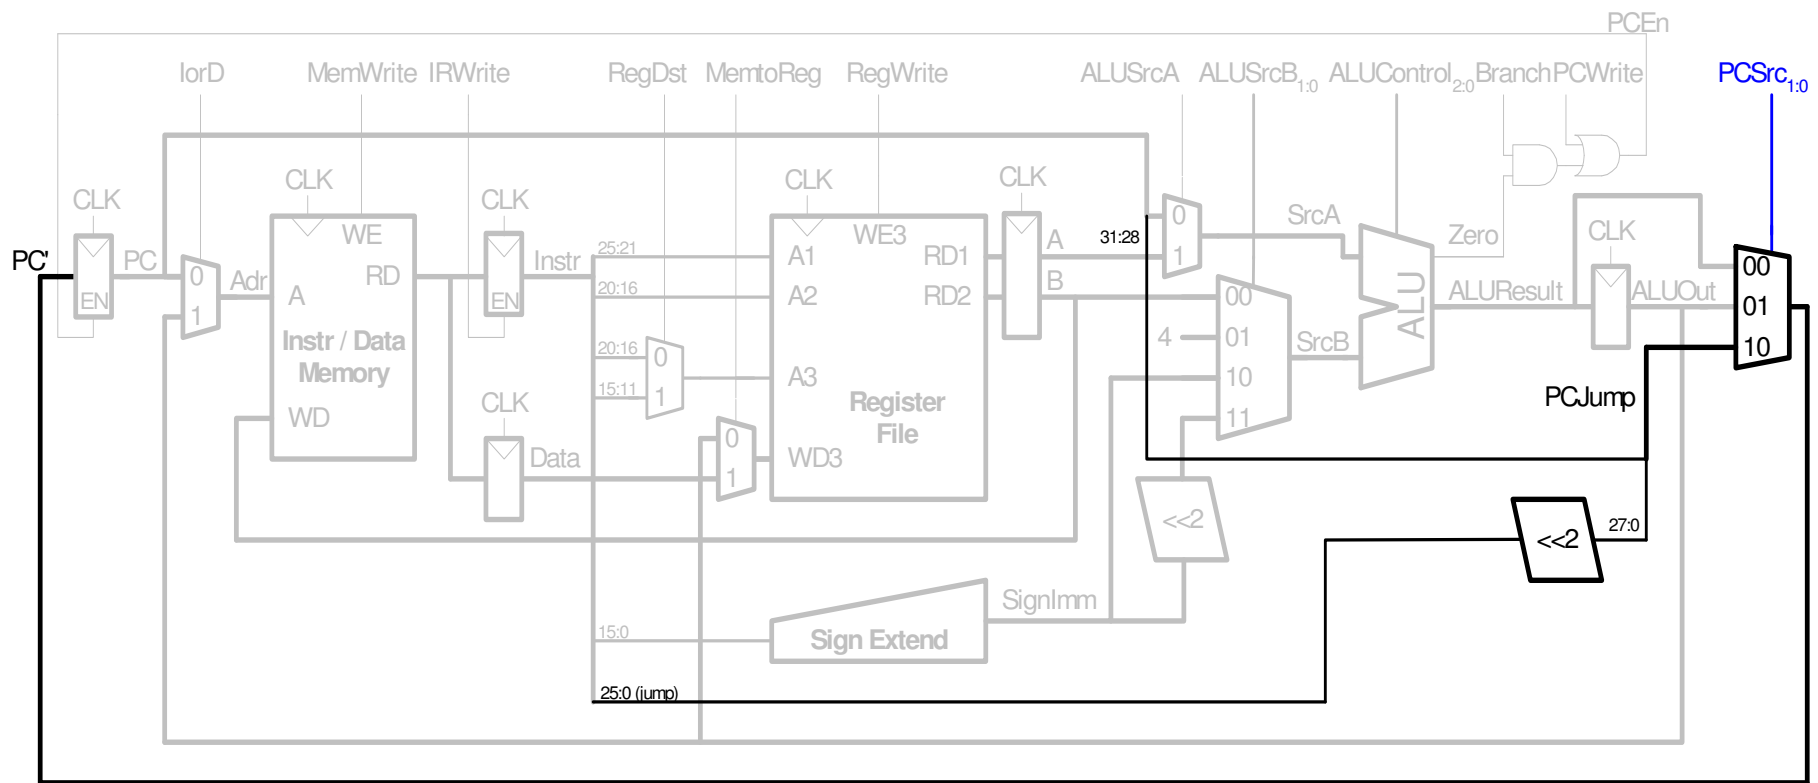 PCEn
IorD MemWrite IRWrite RegDst MemtoReg RegWrite ALUSrcA ALUSrcB1:0 ALUControl2:0 Branch PCWrite PCSrc1:0
CLK CLK CLK CLK CLK CLK
PC' PC EN
0 1 Adr
WE RD A
Instr / Data
Memory
WD
EN Instr
CLK Data
25:21
20:16
20:16
15:11
0 1
0 1
WE3
A1 RD1
A2 RD2
A3
Register
File
WD3
A
B
31:28
0 1
SrcA
4
00
01
10
11
SrcB
ALU
Zero
ALUResult
CLK
ALUOut
00
01
10
PCJump
<<2
<<2
27:0
SignImm
15:0
Sign Extend
25:0 (jump)